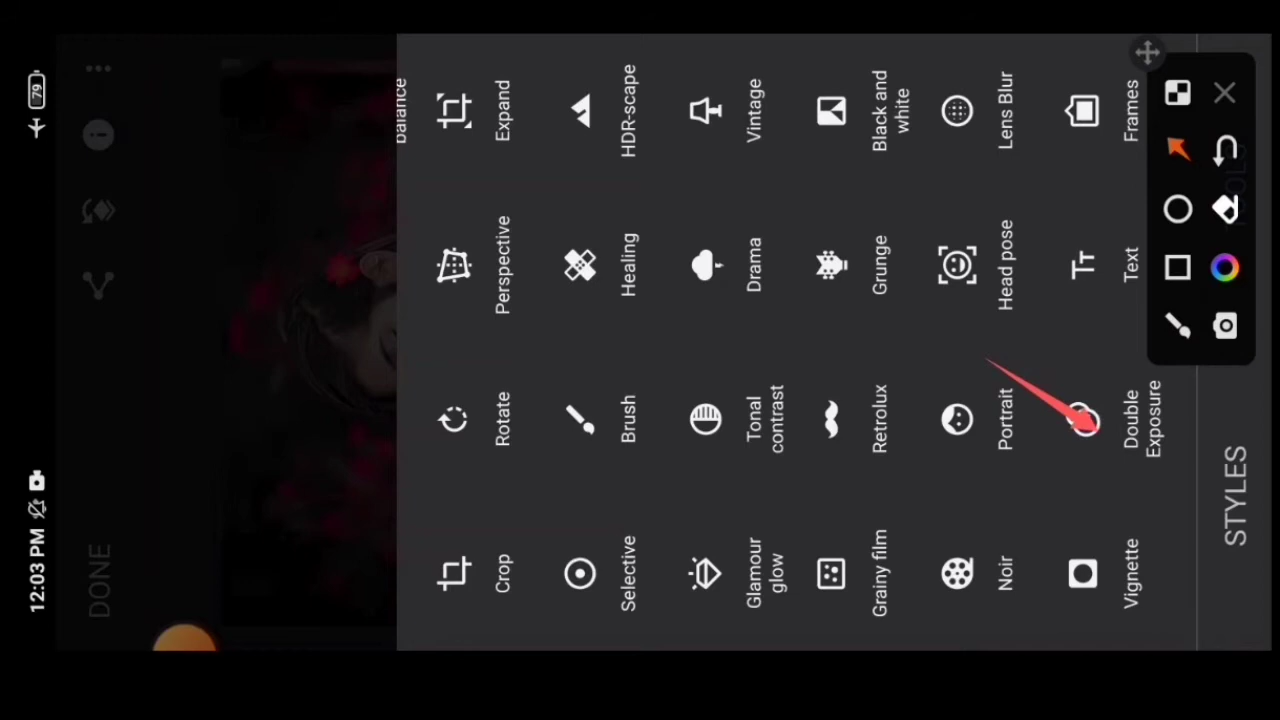 12:03 PM 79
DONE
balance
Crop Rotate Perspective Expand
Selective Brush Healing HDR-scape
Glamour glow Tonal contrast Drama Vintage
Grainy film Retrolux Grunge Black and white
Noir Portrait Head pose Lens Blur
Vignette Double Exposure Text Frames
STYLES